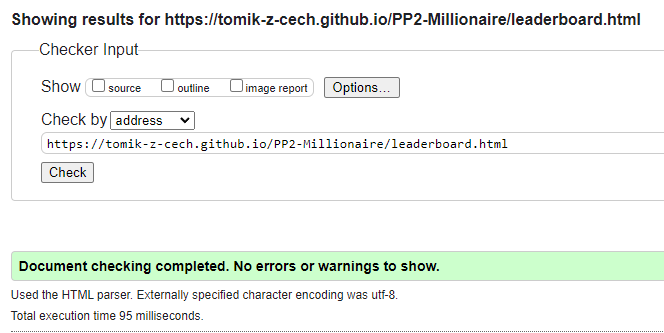 Showing results for https://tomik-z-cech.github.io/PP2-Millionaire/leaderboard.html
Checker Input
Show source outline image report Options...
Check by address
https://tomik-z-cech.github.io/PP2-Millionaire/leaderboard.html
Check
Document checking completed. No errors or warnings to show.
Used the HTML parser. Externally specified character encoding was utf-8.
Total execution time 95 milliseconds.